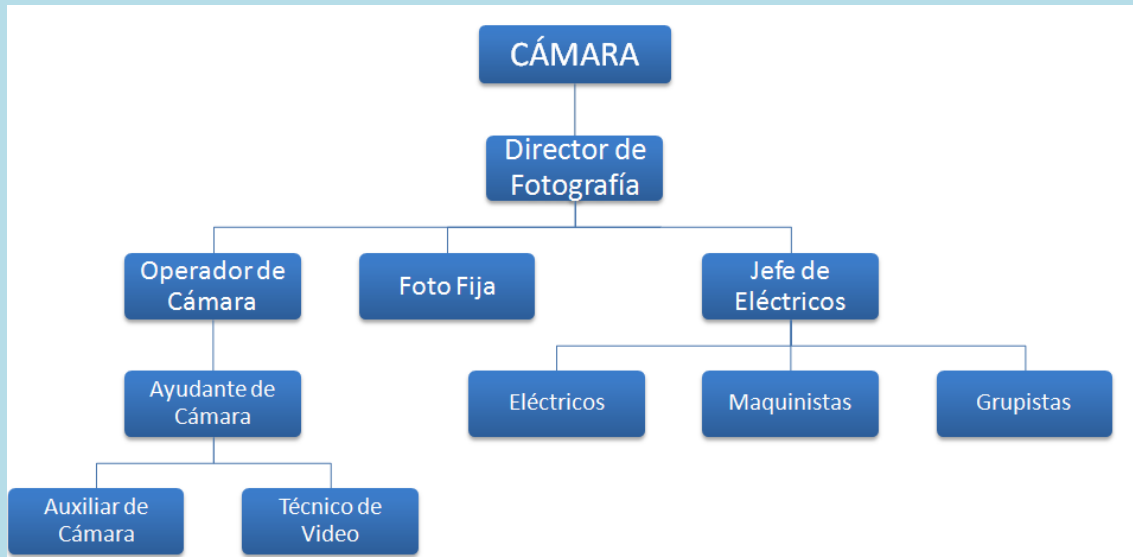 CÁMARA
Director de
Fotografía
Operador de
Cámara
Foto Fija
Jefe de
Eléctricos
Ayudante de
Cámara
Eléctricos
Maquinistas
Grupistas
Auxiliar de
Cámara
Técnico de
Video